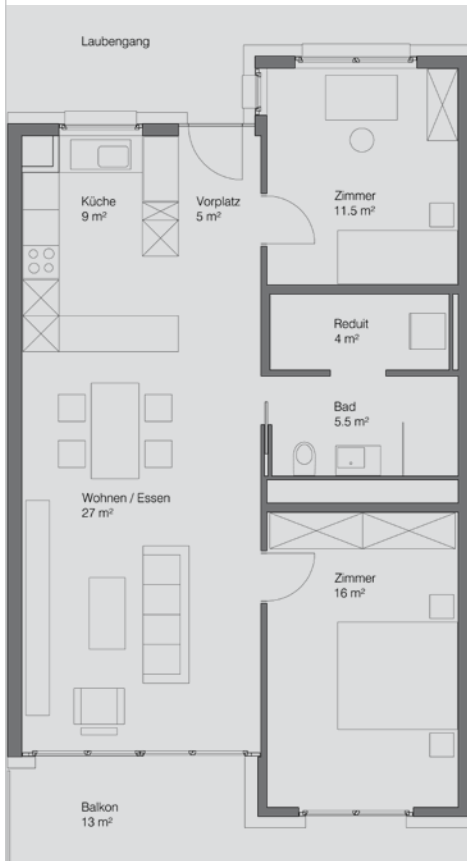 Laubengang
Küche
9 m²
Vorplatz
5 m²
Zimmer
11.5 m²
Reduit
4 m²
Bad
5.5 m²
Wohnen / Essen
27 m²
Zimmer
16 m²
Balkon
13 m²